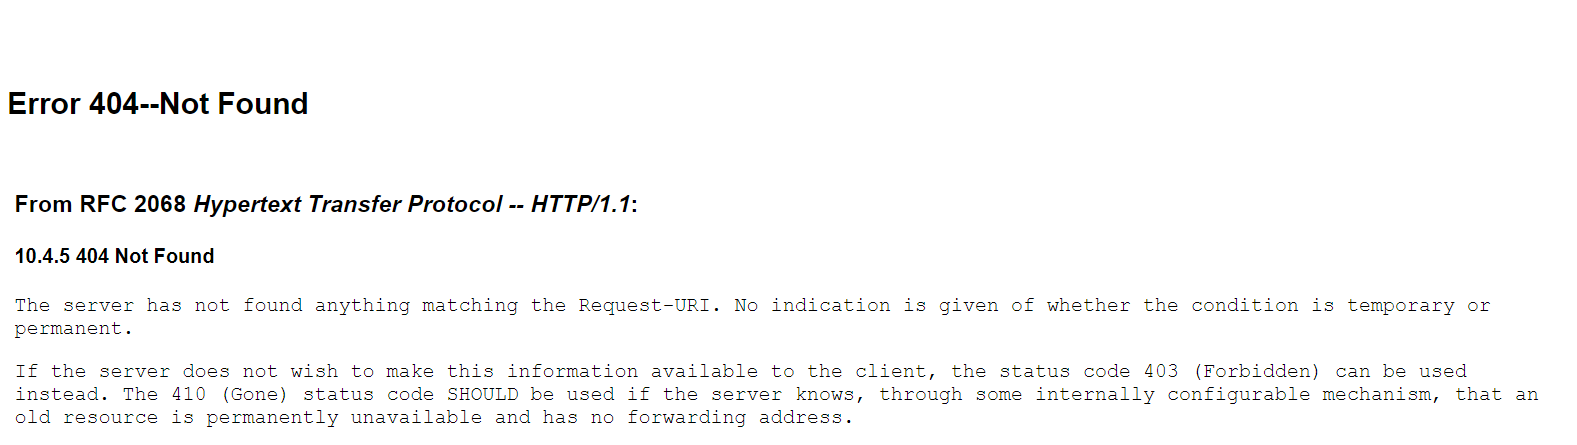 Error 404--Not Found
From RFC 2068 Hypertext Transfer Protocol -- HTTP/1.1:
10.4.5 404 Not Found
The server has not found anything matching the Request-URI. No indication is given of whether the condition is temporary or
permanent.
If the server does not wish to make this information available to the client, the status code 403 (Forbidden) can be used
instead. The 410 (Gone) status code SHOULD be used if the server knows, through some internally configurable mechanism, that an
old resource is permanently unavailable and has no forwarding address.